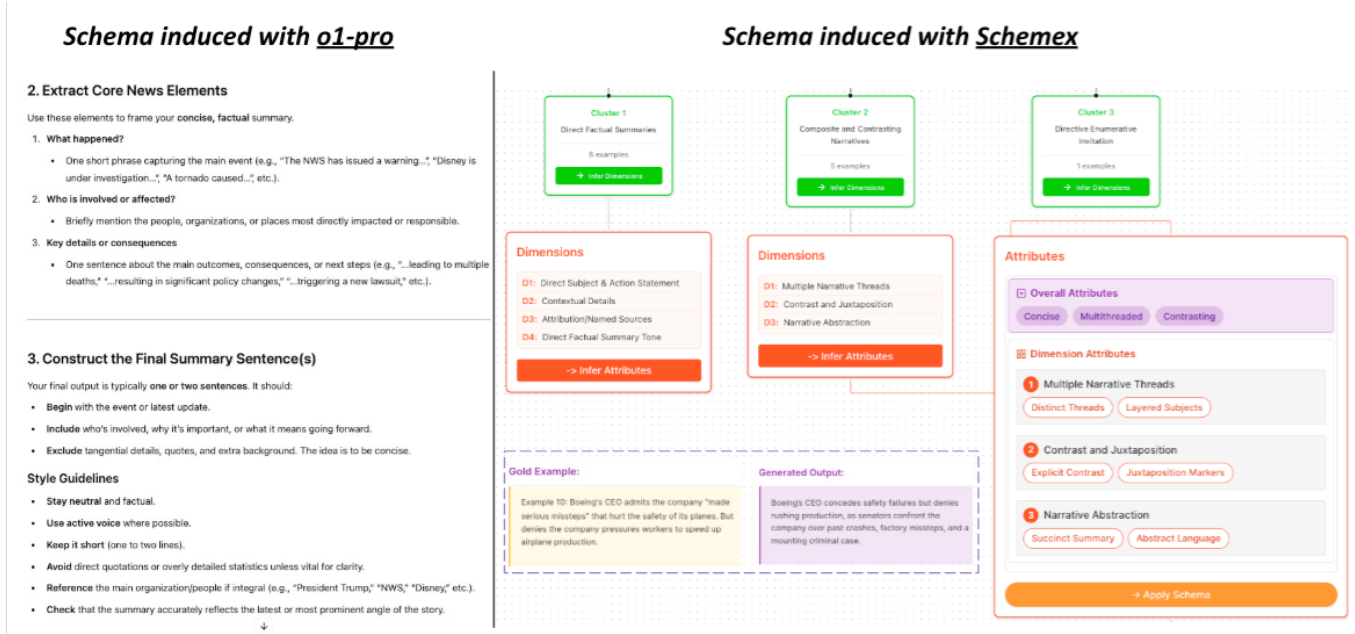 Schema induced with o1-pro
2. Extract Core News Elements
Use these elements to frame your concise, factual summary.
1. What happened?
• One short phrase capturing the main event (e.g., “The NWS has issued a warning…”, “Disney is
under investigation…”, “A tornado caused…”, etc.).
2. Who is involved or affected?
• Briefly mention the people, organizations, or places most directly impacted or responsible.
3. Key details or consequences
• One sentence about the main outcomes, consequences, or next steps (e.g., “…leading to multiple
deaths,” “…resulting in significant policy changes,” “…triggering a new lawsuit,” etc.).
3. Construct the Final Summary Sentence(s)
Your final output is typically one or two sentences. It should:
• Begin with the event or latest update.
• Include who's involved, why it's important, or what it means going forward.
• Exclude tangential details, quotes, and extra background. The idea is to be concise.
Style Guidelines
• Stay neutral and factual.
• Use active voice where possible.
• Keep it short (one to two lines).
• Avoid direct quotations or overly detailed statistics unless vital for clarity.
• Reference the main organization/people if integral (e.g., “President Trump,” “NWS,” “Disney,” etc.).
• Check that the summary accurately reflects the latest or most prominent angle of the story.
↓
Schema induced with Schemex
Cluster 1
Direct Factual Summaries
6 examples
→ Infer Dimensions
Cluster 2
Composite and Contrasting
Narratives
5 examples
→ Infer Dimensions
Cluster 3
Directive Enumerative
Invitation
1 examples
→ Infer Dimensions
Dimensions
D1: Direct Subject & Action Statement
D2: Contextual Details
D3: Attribution/Named Sources
D4: Direct Factual Summary Tone
-> Infer Attributes
Dimensions
D1: Multiple Narrative Threads
D2: Contrast and Juxtaposition
D3: Narrative Abstraction
-> Infer Attributes
Attributes
Overall Attributes
Concise Multithreaded Contrasting
Dimension Attributes
1 Multiple Narrative Threads
Distinct Threads Layered Subjects
2 Contrast and Juxtaposition
Explicit Contrast Juxtaposition Markers
3 Narrative Abstraction
Succinct Summary Abstract Language
→ Apply Schema
Gold Example:
Example 10: Boeing's CEO admits the company "made
serious missteps" that hurt the safety of its planes. But
denies the company pressures workers to speed up
airplane production.
Generated Output:
Boeing's CEO concedes safety failures but denies
rushing production, as senators confront the
company over past crashes, factory missteps, and a
mounting criminal case.